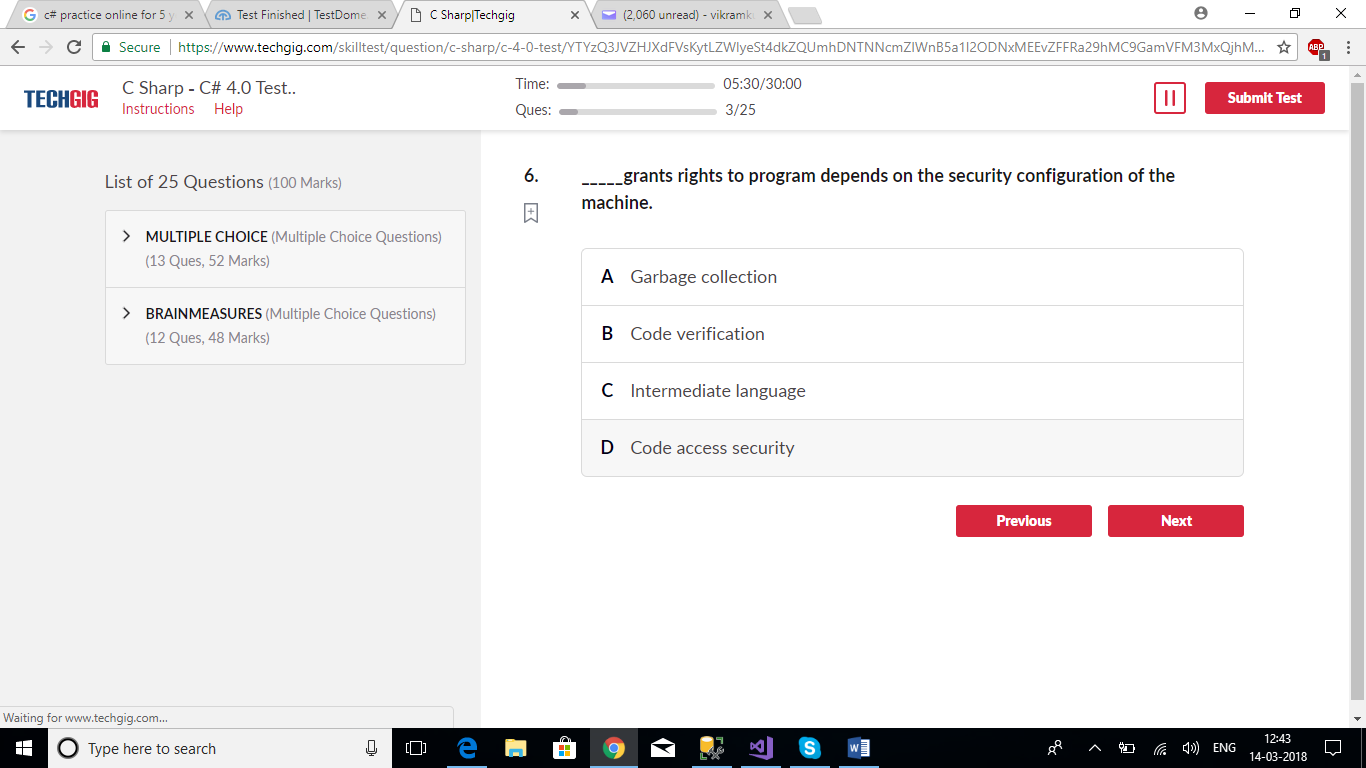 c# practice online for 5 y
Test Finished | TestDome
C Sharp|Techgig
(2,060 unread) - vikramk
Secure
https://www.techgig.com/skilltest/question/c-sharp/c-4-0-test/YTYzQ3JVZHJXdFVsKytLZWlyeSt4dkZQUmhDNTNNcmZlWnB5a1I2ODNxMEEvZFFRa29hMC9GamVFM3MxQjhM...
ABP
1
TECHGIG
C Sharp - C# 4.0 Test..
Instructions Help
Time: 05:30/30:00
Ques: 3/25
Submit Test
List of 25 Questions (100 Marks)
MULTIPLE CHOICE (Multiple Choice Questions)
(13 Ques, 52 Marks)
BRAINMEASURES (Multiple Choice Questions)
(12 Ques, 48 Marks)
6. _____grants rights to program depends on the security configuration of the
machine.
A Garbage collection
B Code verification
C Intermediate language
D Code access security
Previous
Next
Waiting for www.techgig.com...
Type here to search
ENG
12:43
14-03-2018